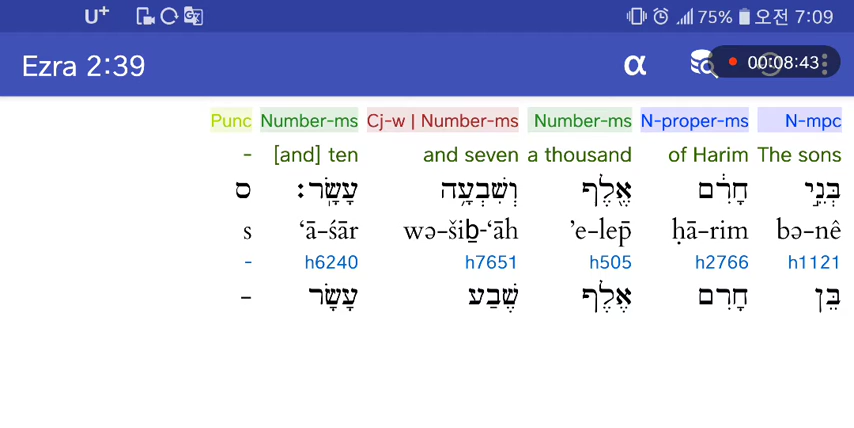 U+ 75% 오전 7:09
Ezra 2:39 α 00:08:43
Punc Number-ms Cj-w | Number-ms Number-ms N-proper-ms N-mpc
- [and] ten and seven a thousand of Harim The sons
בְּנֵ֣י חָרִ֔ם אֶ֖לֶף וְשִׁבְעָ֥ה עָשָֽׂר׃ ס
s ‘ā-śār wə-šiḇ-‘āh ’e-lep̄ ḥā-rim bə-nê
- h6240 h7651 h505 h2766 h1121
בֵּן חָרִם אֶלֶף שֶׁבַע עָשָׂר -